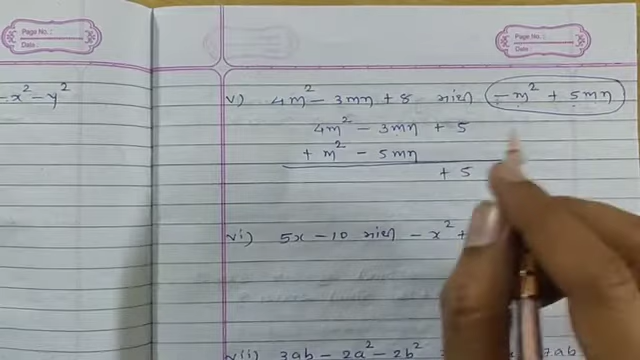 Page No. :
Date :
Page No. :
Date :
-x² - y²
v) 4m² - 3mn + 8 માંથી -m² + 5mn
4m² - 3mn + 5
+ m² - 5mn
+ 5
vi) 5x - 10 માંથી - x² +
vii) 3ab - 2a² - 2b² 7ab